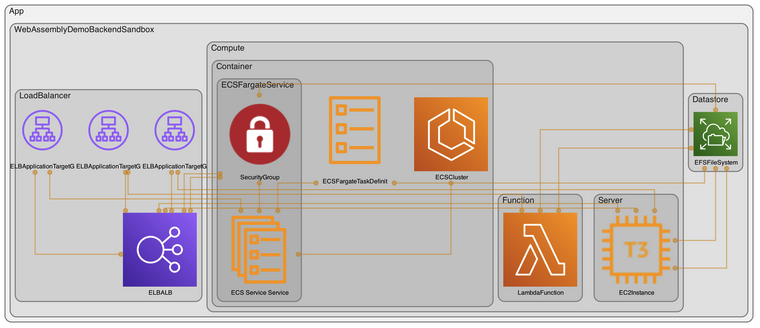 App
WebAssemblyDemoBackendSandbox
Compute
Container
ECSFargateService
LoadBalancer
Datastore
ELBApplicationTargetG
ELBApplicationTargetG
ELBApplicationTargetG
SecurityGroup
ECSFargateTaskDefinit
ECSCluster
EFSFileSystem
Function
Server
T3
ELBALB
ECS Service Service
LambdaFunction
EC2Instance